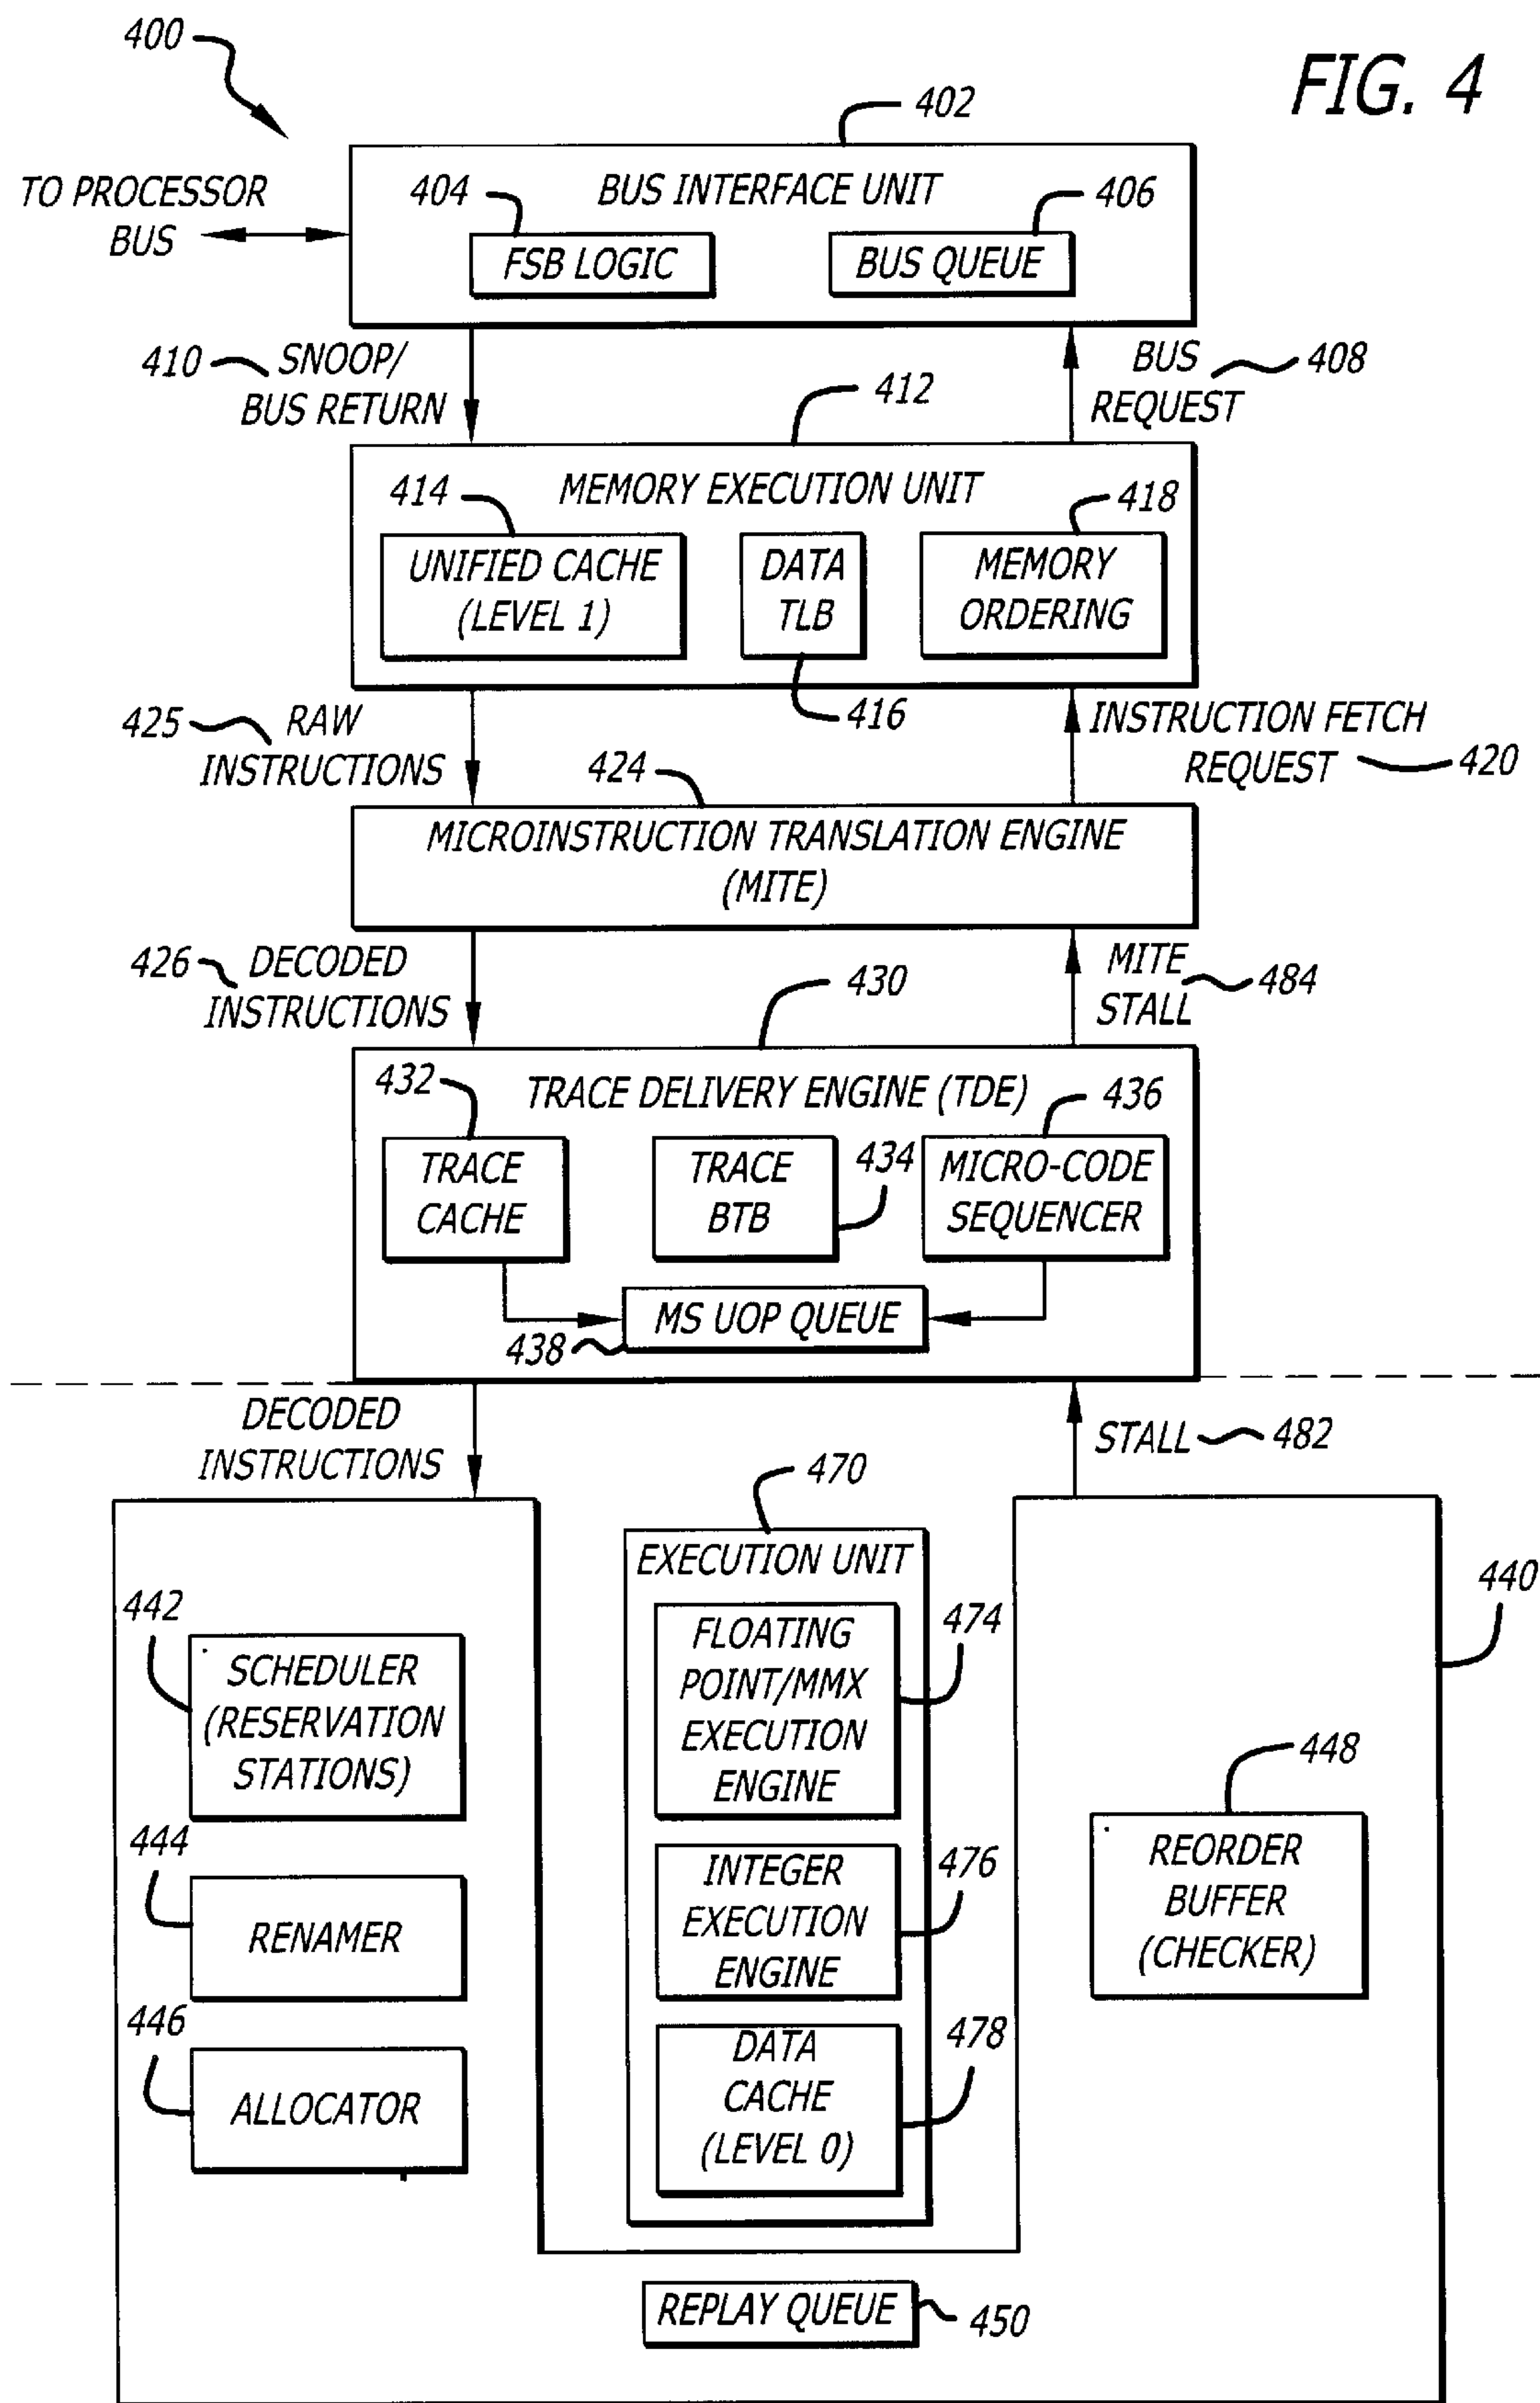 400
FIG. 4
402
TO PROCESSOR
BUS
404
BUS INTERFACE UNIT
406
FSB LOGIC
BUS QUEUE
410
SNOOP/
BUS RETURN
412
BUS
REQUEST
408
414
MEMORY EXECUTION UNIT
418
UNIFIED CACHE
(LEVEL 1)
DATA
TLB
MEMORY
ORDERING
416
425
RAW
INSTRUCTIONS
424
INSTRUCTION FETCH
REQUEST
420
MICROINSTRUCTION TRANSLATION ENGINE
(MITE)
426
DECODED
INSTRUCTIONS
430
MITE
STALL
484
432
TRACE DELIVERY ENGINE (TDE)
436
TRACE
CACHE
TRACE
BTB
434
MICRO-CODE
SEQUENCER
MS UOP QUEUE
438
DECODED
INSTRUCTIONS
STALL
482
470
EXECUTION UNIT
440
442
SCHEDULER
(RESERVATION
STATIONS)
FLOATING
POINT/MMX
EXECUTION
ENGINE
474
448
REORDER
BUFFER
(CHECKER)
444
RENAMER
INTEGER
EXECUTION
ENGINE
476
446
ALLOCATOR
DATA
CACHE
(LEVEL 0)
478
REPLAY QUEUE
450